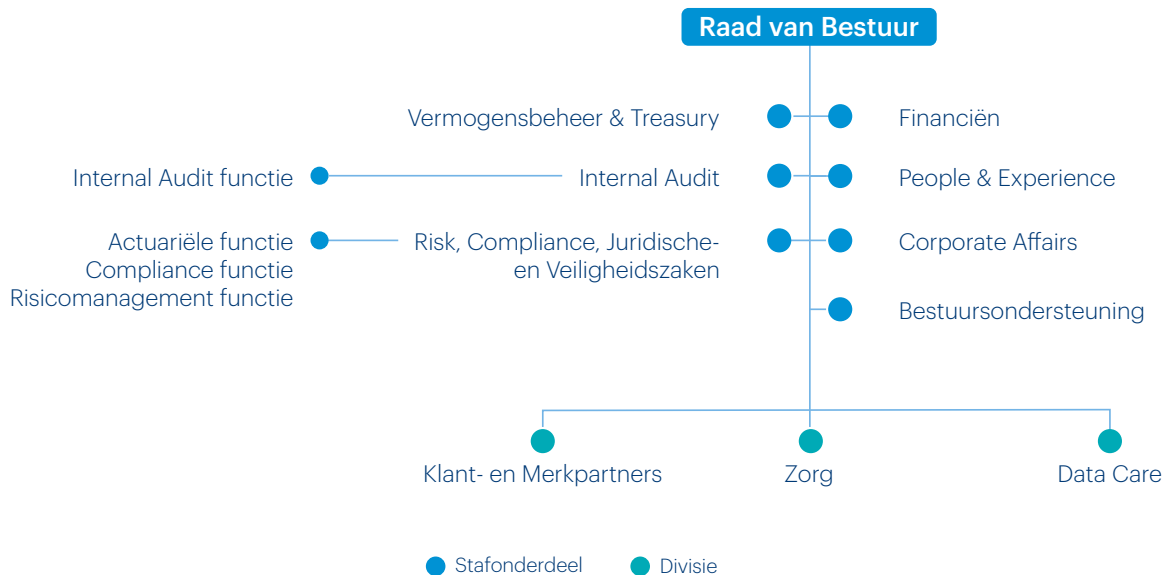 Raad van Bestuur
Vermogensbeheer & Treasury
Financiën
Internal Audit functie
Internal Audit
People & Experience
Actuariële functie
Compliance functie
Risicomanagement functie
Risk, Compliance, Juridische-
en Veiligheidszaken
Corporate Affairs
Bestuursondersteuning
Klant- en Merkpartners
Zorg
Data Care
Stafonderdeel
Divisie